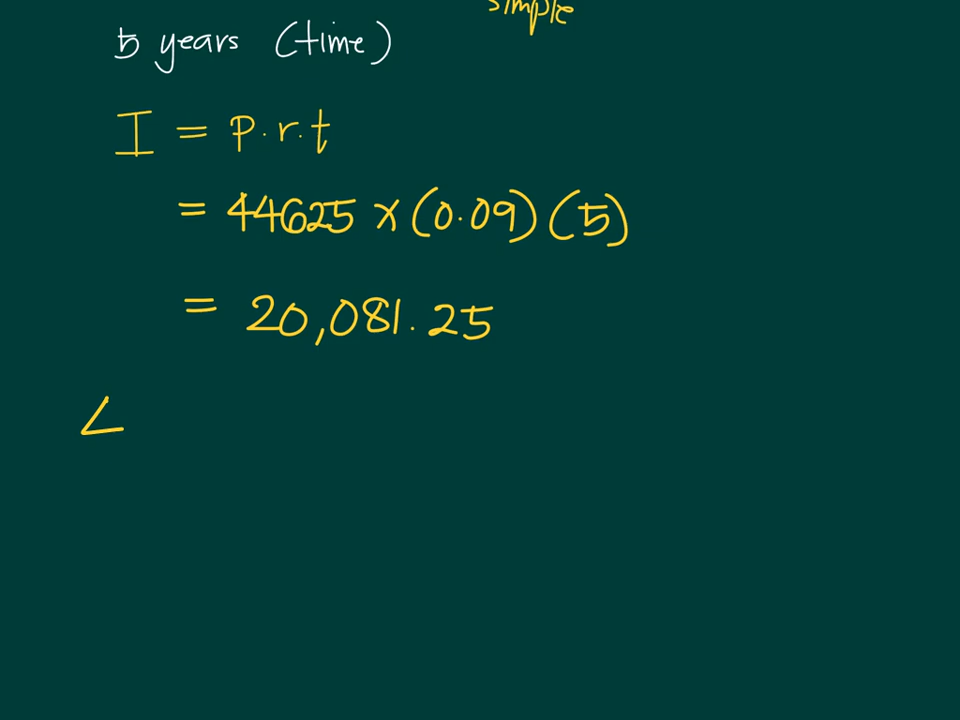 simple
5 years (time)
I = p.r.t
= 44625 x (0.09) (5)
= 20,081.25